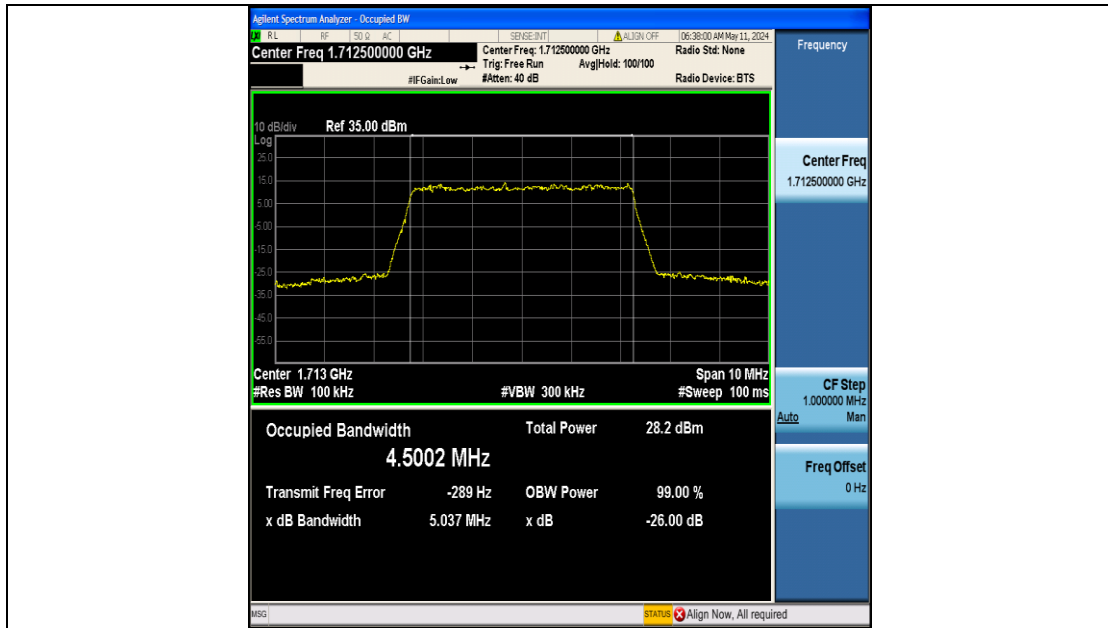 Agilent Spectrum Analyzer - Occupied BW
RL RF 50 Ω AC SENSE:INT ALIGN OFF 06:38:00 AM May 11, 2024
Center Freq 1.712500000 GHz
Center Freq: 1.712500000 GHz
Radio Std: None
Trig: Free Run Avg|Hold: 100/100
#IFGain:Low
#Atten: 40 dB
Radio Device: BTS
10 dB/div Ref 35.00 dBm
Log
25.0
15.0
5.00
-5.00
-15.0
-25.0
-35.0
-45.0
-55.0
Center 1.713 GHz Span 10 MHz
#Res BW 100 kHz #VBW 300 kHz #Sweep 100 ms
Occupied Bandwidth Total Power 28.2 dBm
4.5002 MHz
Transmit Freq Error -289 Hz OBW Power 99.00 %
x dB Bandwidth 5.037 MHz x dB -26.00 dB
Frequency
Center Freq
1.712500000 GHz
CF Step
1.000000 MHz
Auto Man
Freq Offset
0 Hz
MSG STATUS Align Now, All required